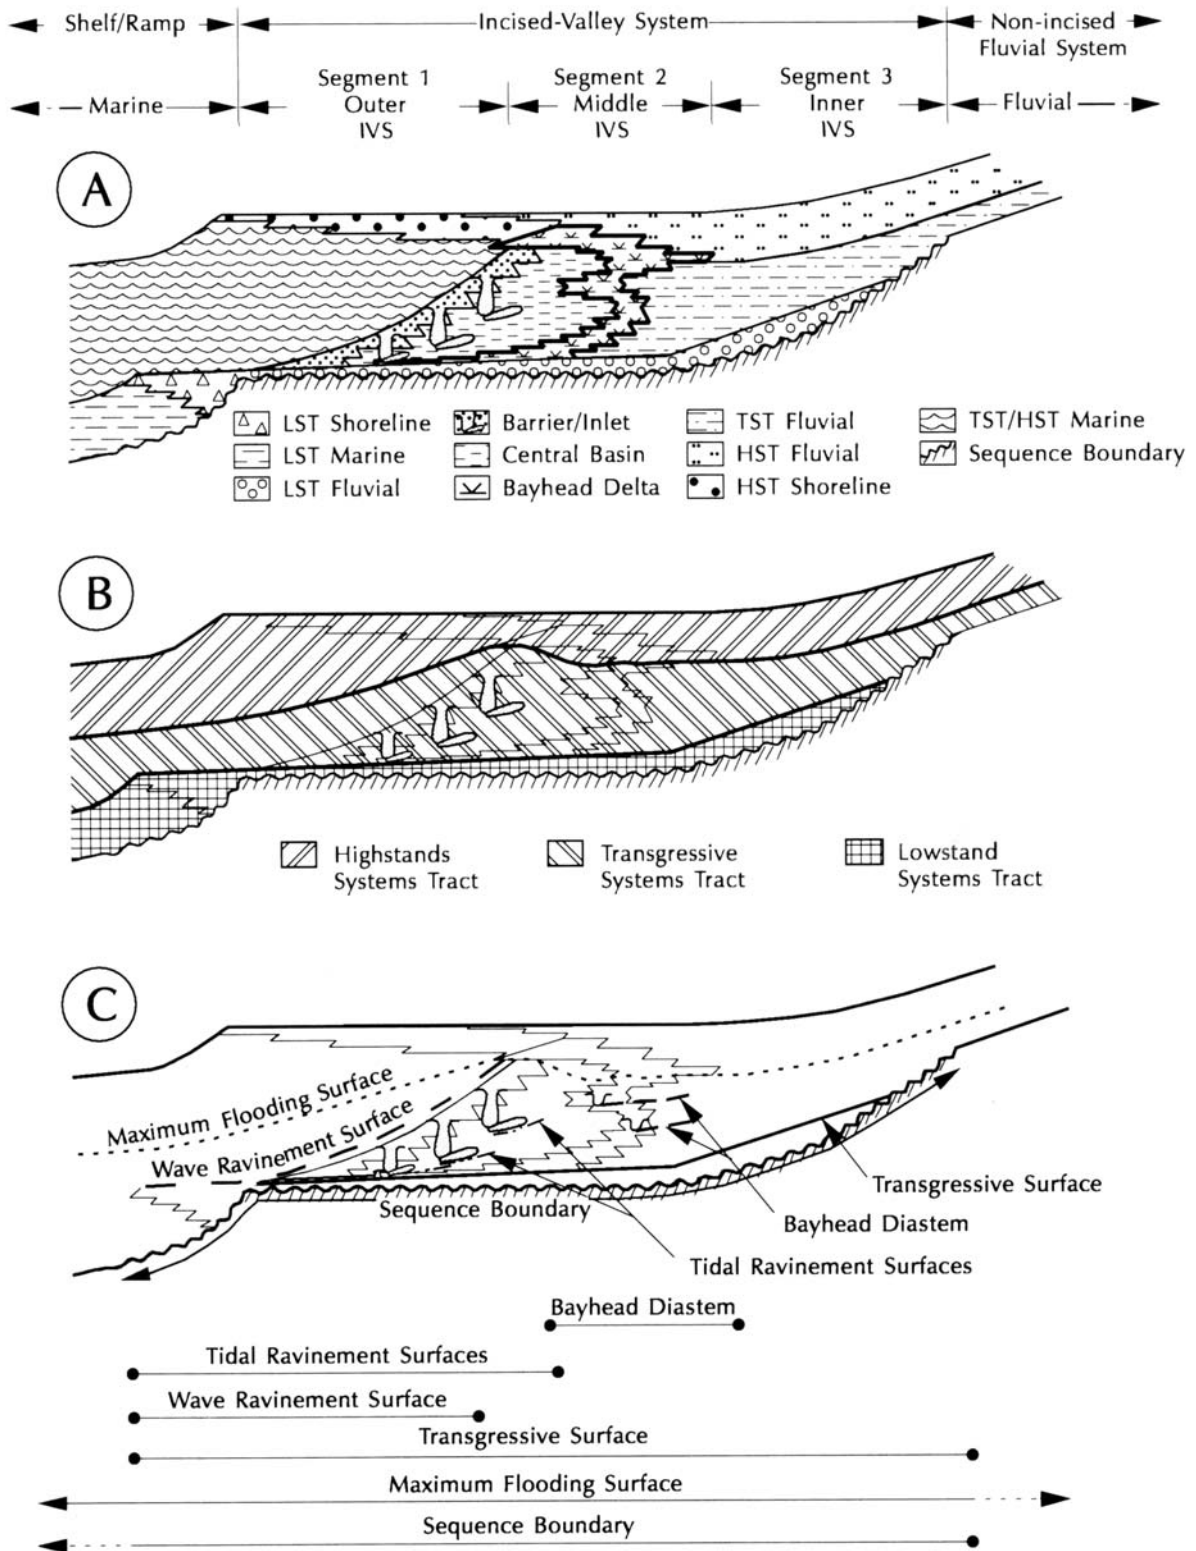 Shelf/Ramp
Incised-Valley System
Non-incised
Fluvial System
Segment 1
Outer
IVS
Segment 2
Middle
IVS
Segment 3
Inner
IVS
Marine
Fluvial
A
LST Shoreline
LST Marine
LST Fluvial
Barrier/Inlet
Central Basin
Bayhead Delta
TST Fluvial
HST Fluvial
HST Shoreline
TST/HST Marine
Sequence Boundary
B
Highstands
Systems Tract
Transgressive
Systems Tract
Lowstand
Systems Tract
C
Maximum Flooding Surface
Wave Ravinement Surface
Sequence Boundary
Transgressive Surface
Bayhead Diastem
Tidal Ravinement Surfaces
Bayhead Diastem
Tidal Ravinement Surfaces
Wave Ravinement Surface
Transgressive Surface
Maximum Flooding Surface
Sequence Boundary